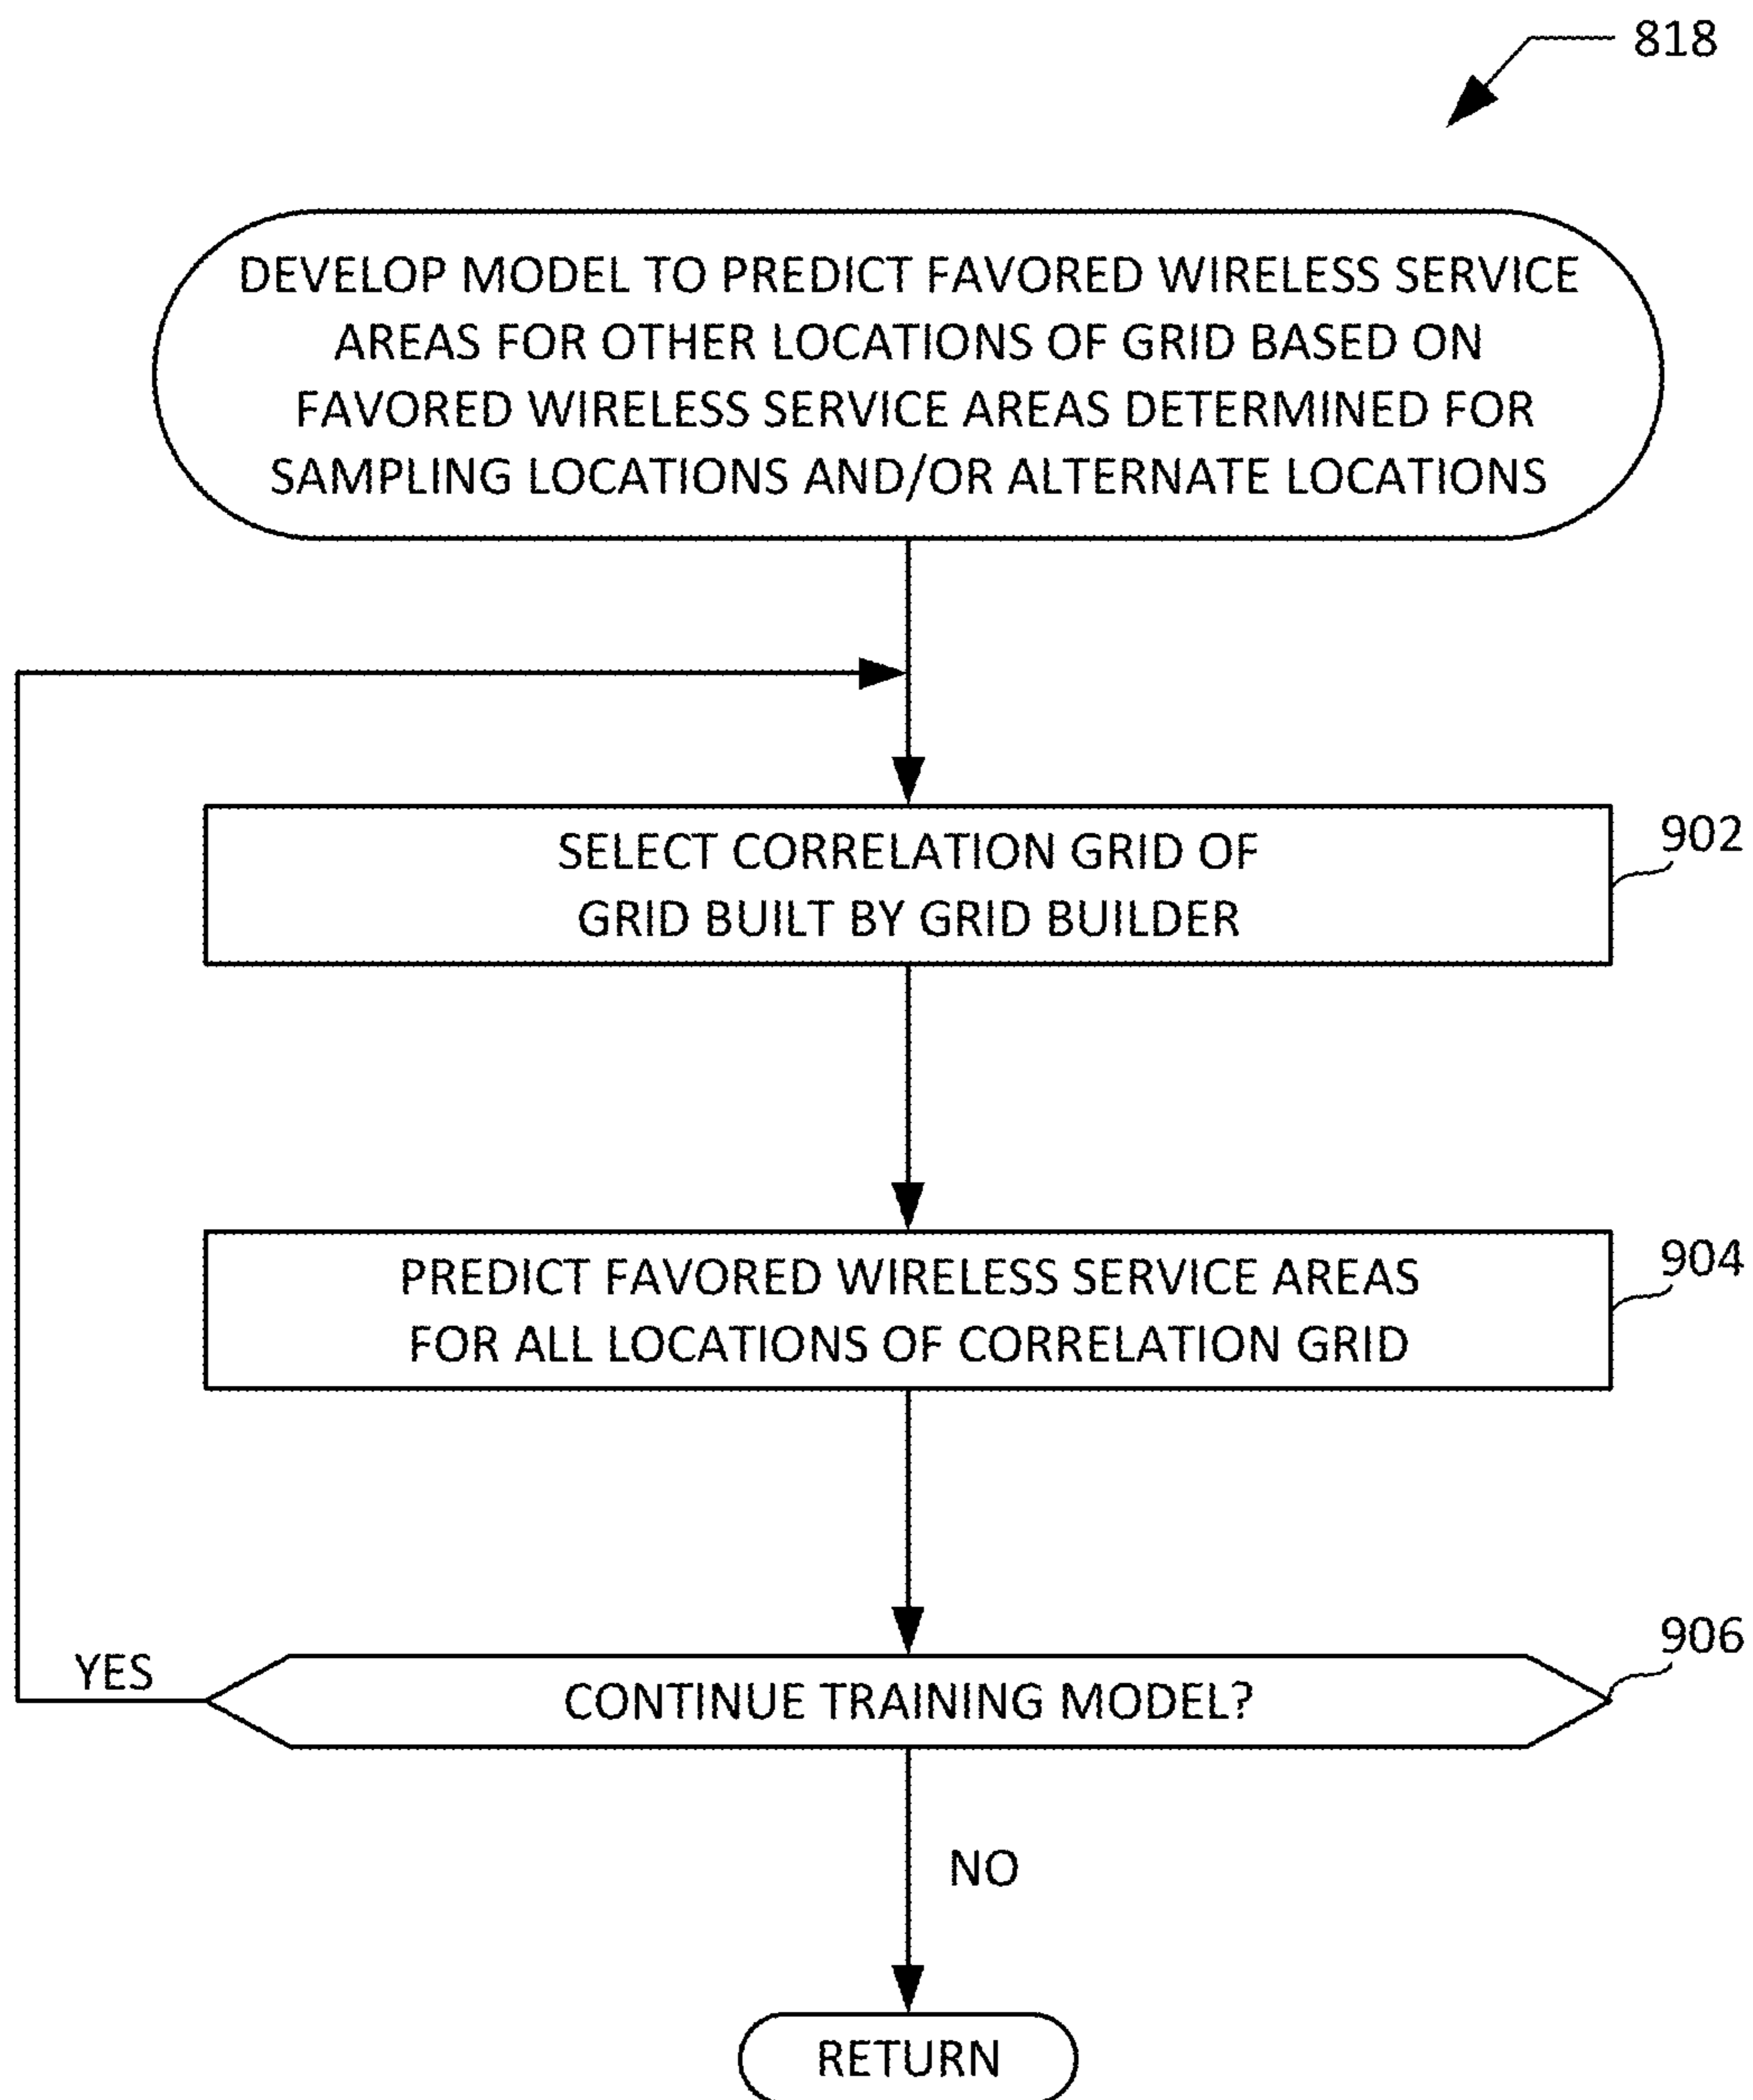 818
DEVELOP MODEL TO PREDICT FAVORED WIRELESS SERVICE
AREAS FOR OTHER LOCATIONS OF GRID BASED ON
FAVORED WIRELESS SERVICE AREAS DETERMINED FOR
SAMPLING LOCATIONS AND/OR ALTERNATE LOCATIONS
SELECT CORRELATION GRID OF
GRID BUILT BY GRID BUILDER
902
PREDICT FAVORED WIRELESS SERVICE AREAS
FOR ALL LOCATIONS OF CORRELATION GRID
904
CONTINUE TRAINING MODEL?
906
YES
NO
RETURN